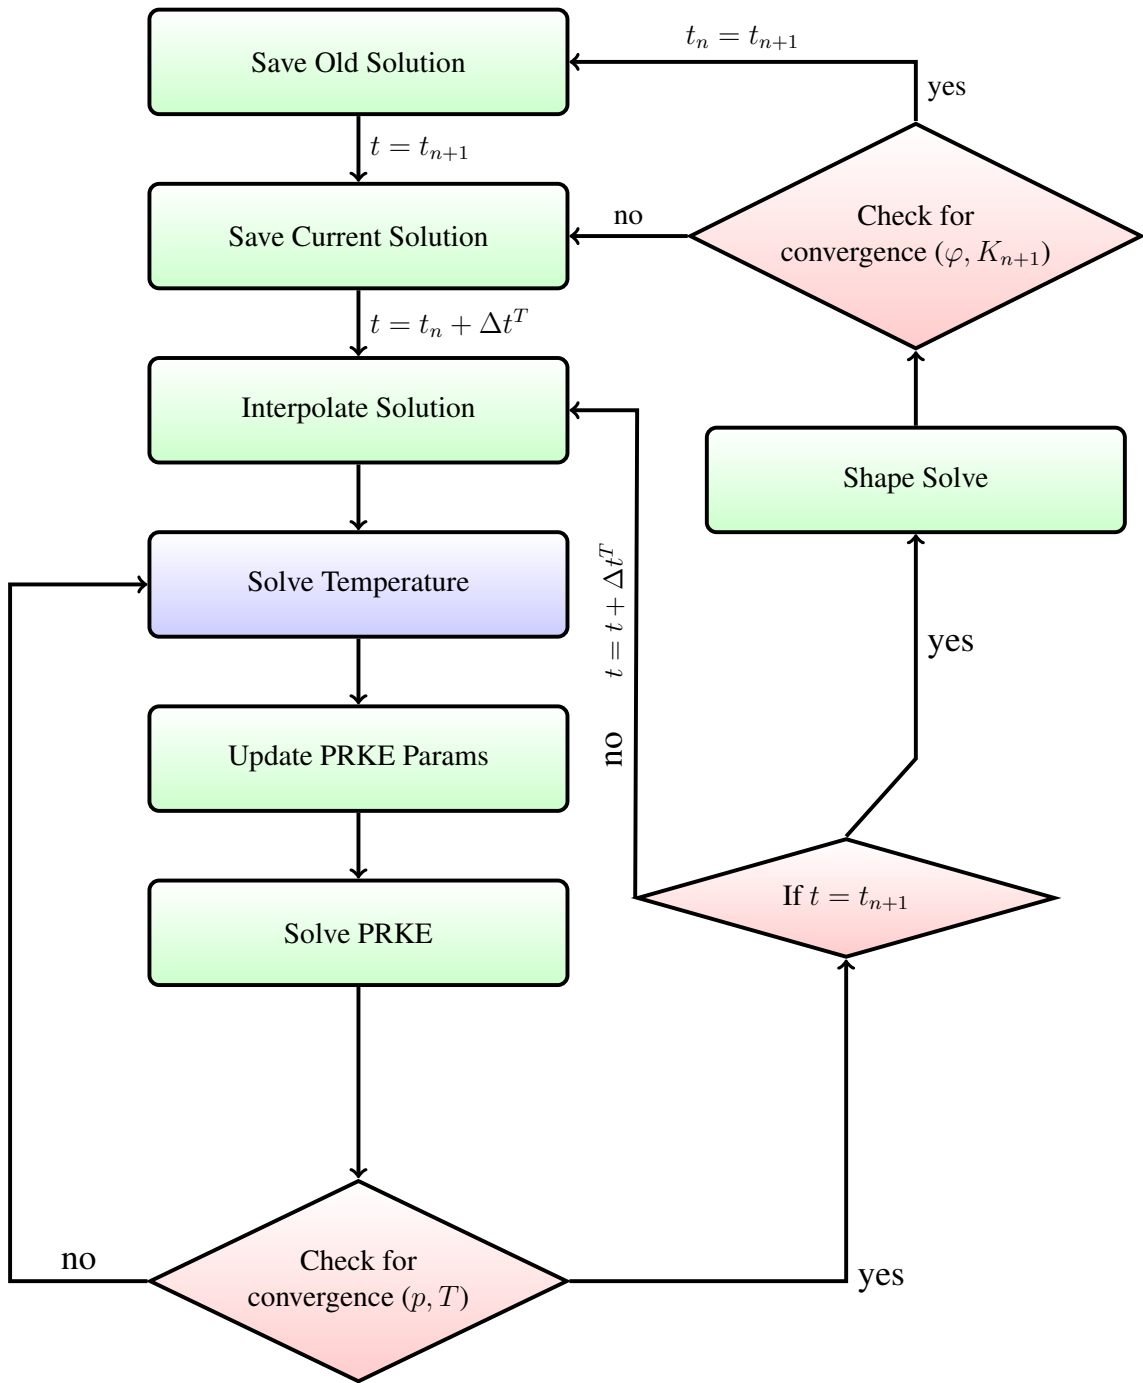 Save Old Solution
t_n = t_{n+1}
yes
t = t_{n+1}
Save Current Solution
no
Check for
convergence (φ, K_{n+1})
t = t_n + Δt^T
Interpolate Solution
Shape Solve
Solve Temperature
no t = t + Δt^T
yes
Update PRKE Params
If t = t_{n+1}
Solve PRKE
no
Check for
convergence (p, T)
yes